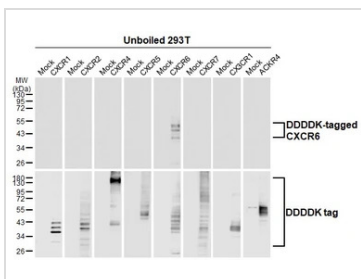 Unboiled 293T
Mock
CXCR1
Mock
CXCR2
Mock
CXCR4
Mock
CXCR5
Mock
CXCR6
Mock
CXCR7
Mock
CX3CR1
Mock
ACKR4
MW
(kDa)
130
95
72
55
43
34
26
DDDDK-tagged
CXCR6
180
130
95
72
55
43
34
26
DDDDK tag